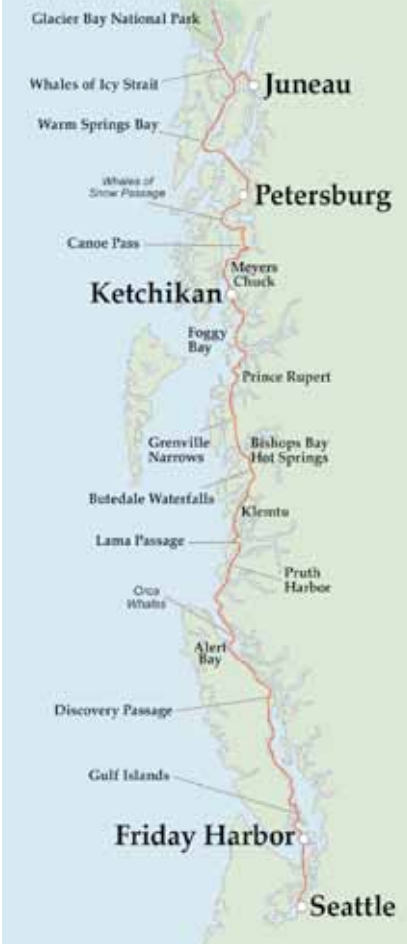 Glacier Bay National Park
Whales of Icy Strait
Juneau
Warm Springs Bay
Whales of
Snow Passage
Petersburg
Canoe Pass
Meyers
Chuck
Ketchikan
Foggy
Bay
Prince Rupert
Grenville
Narrows
Bishops Bay
Hot Springs
Butedale Waterfalls
Klemtu
Lama Passage
Pruth
Harbor
Orca
Whales
Alert
Bay
Discovery Passage
Gulf Islands
Friday Harbor
Seattle